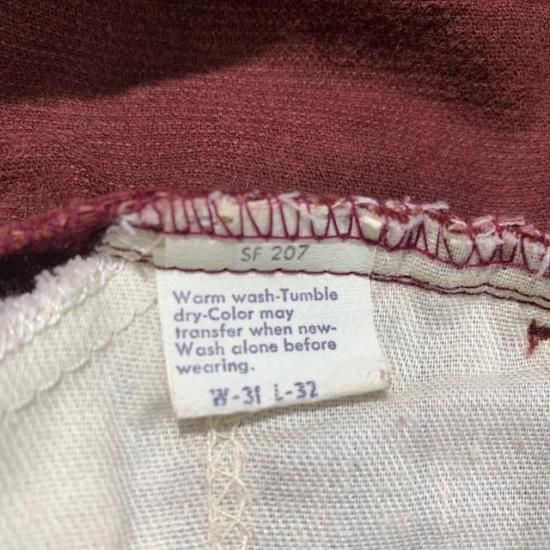 SF 207
Warm wash-Tumble
dry-Color may
transfer when new-
Wash alone before
wearing.
W-31 L-32